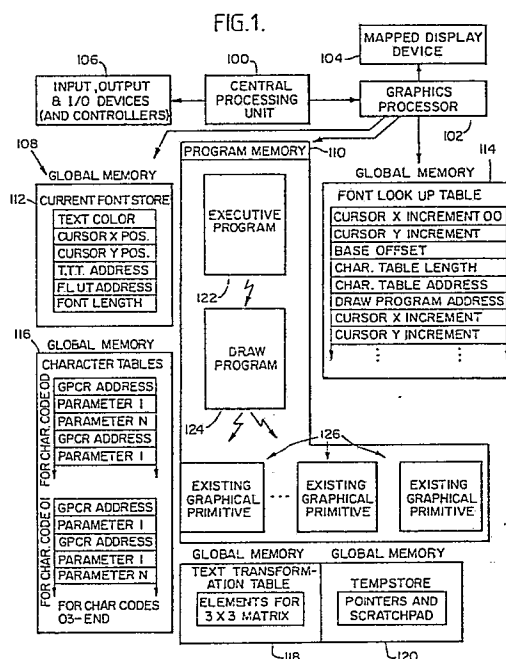 FIG.1.
106
INPUT, OUTPUT
& I/O DEVICES
(AND CONTROLLERS)
100
CENTRAL
PROCESSING
UNIT
104
MAPPED DISPLAY
DEVICE
GRAPHICS
PROCESSOR
102
108
GLOBAL MEMORY
112
CURRENT FONT STORE
TEXT COLOR
CURSOR X POS.
CURSOR Y POS.
T.T.T. ADDRESS
F.L.U.T. ADDRESS
FONT LENGTH
PROGRAM MEMORY
110
EXECUTIVE
PROGRAM
122
DRAW
PROGRAM
124
126
EXISTING
GRAPHICAL
PRIMITIVE
...
EXISTING
GRAPHICAL
PRIMITIVE
EXISTING
GRAPHICAL
PRIMITIVE
114
GLOBAL MEMORY
FONT LOOK UP TABLE
CURSOR X INCREMENT 00
CURSOR Y INCREMENT
BASE OFFSET
CHAR. TABLE LENGTH
CHAR. TABLE ADDRESS
DRAW PROGRAM ADDRESS
CURSOR X INCREMENT
CURSOR Y INCREMENT
116
GLOBAL MEMORY
CHARACTER TABLES
FOR CHAR. CODE 00
GPCR ADDRESS
PARAMETER 1
PARAMETER N
GPCR ADDRESS
PARAMETER 1
FOR CHAR. CODE 01
GPCR ADDRESS
PARAMETER 1
GPCR ADDRESS
PARAMETER 1
PARAMETER N
FOR CHAR CODES
03-END
GLOBAL MEMORY
TEXT TRANSFORMATION
TABLE
ELEMENTS FOR
3 X 3 MATRIX
118
GLOBAL MEMORY
TEMPSTORE
POINTERS AND
SCRATCHPAD
120